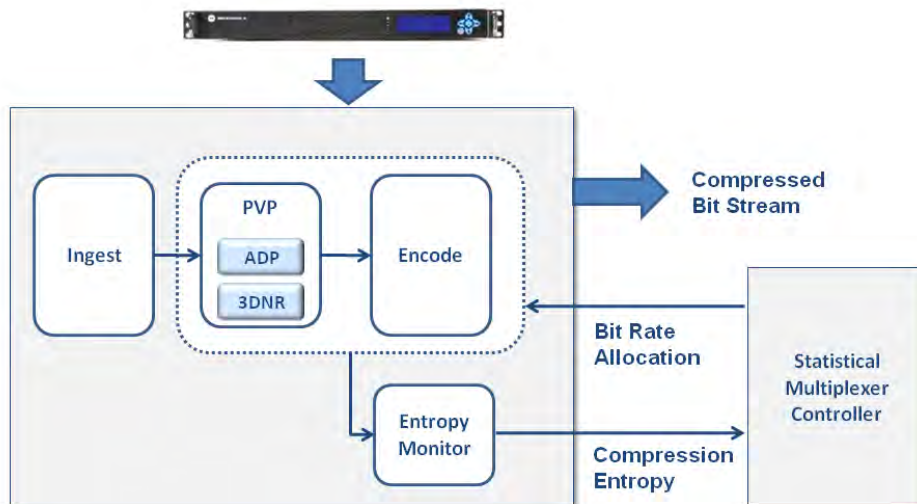 Compressed
Bit Stream
Ingest
PVP
ADP
3DNR
Encode
Bit Rate
Allocation
Statistical
Multiplexer
Controller
Entropy
Monitor
Compression
Entropy